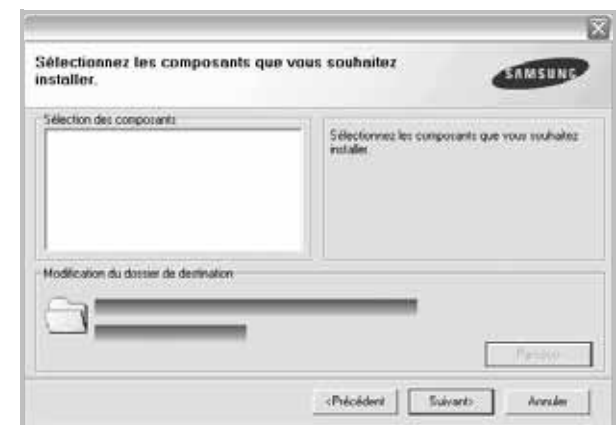 Sélectionnez les composants que vous souhaitez
installer.
SAMSUNG
Sélection des composants
Sélectionnez les composants que vous souhaitez
installer
Modification du dossier de destination
Parcourir
<Précédent
Suivant>
Annuler